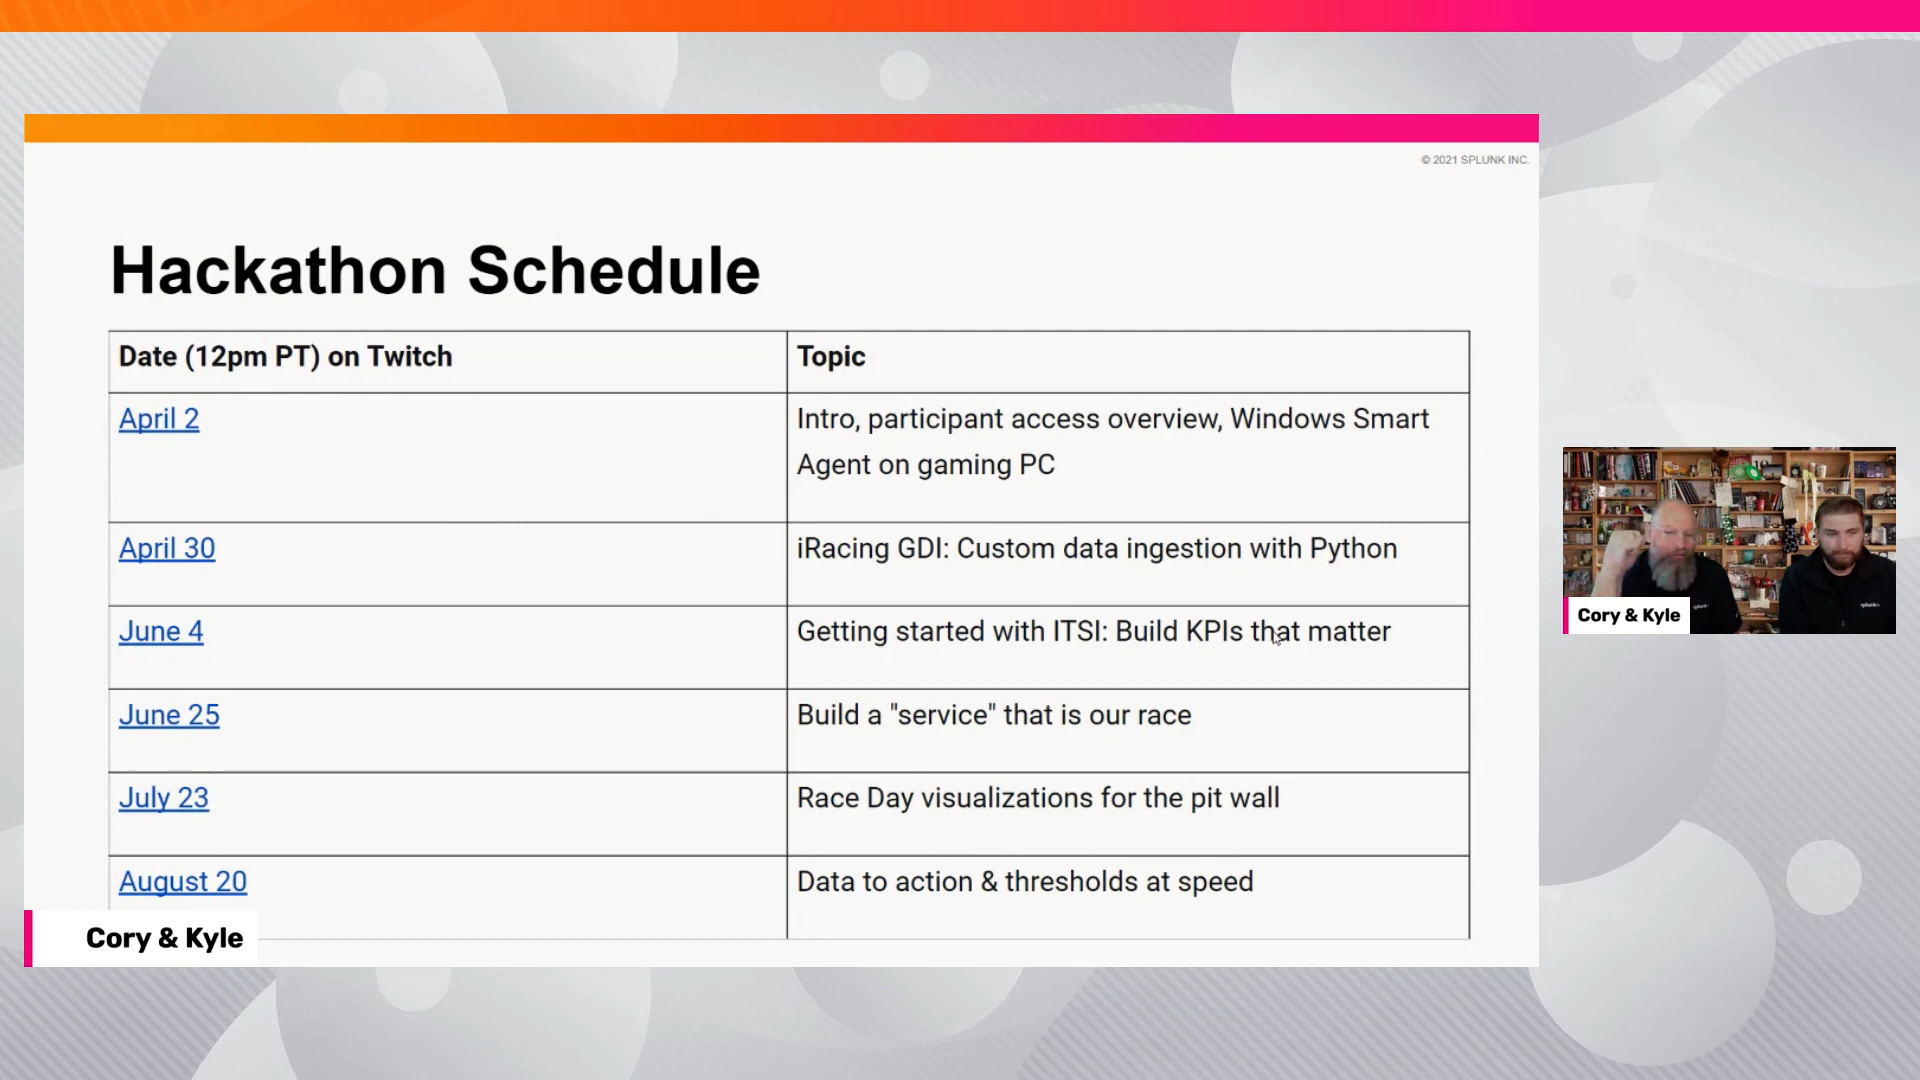 © 2021 SPLUNK INC.
Hackathon Schedule
Date (12pm PT) on Twitch
Topic
April 2
Intro, participant access overview, Windows Smart
Agent on gaming PC
April 30
iRacing GDI: Custom data ingestion with Python
June 4
Getting started with ITSI: Build KPIs that matter
June 25
Build a "service" that is our race
July 23
Race Day visualizations for the pit wall
August 20
Data to action & thresholds at speed
Cory & Kyle
Cory & Kyle